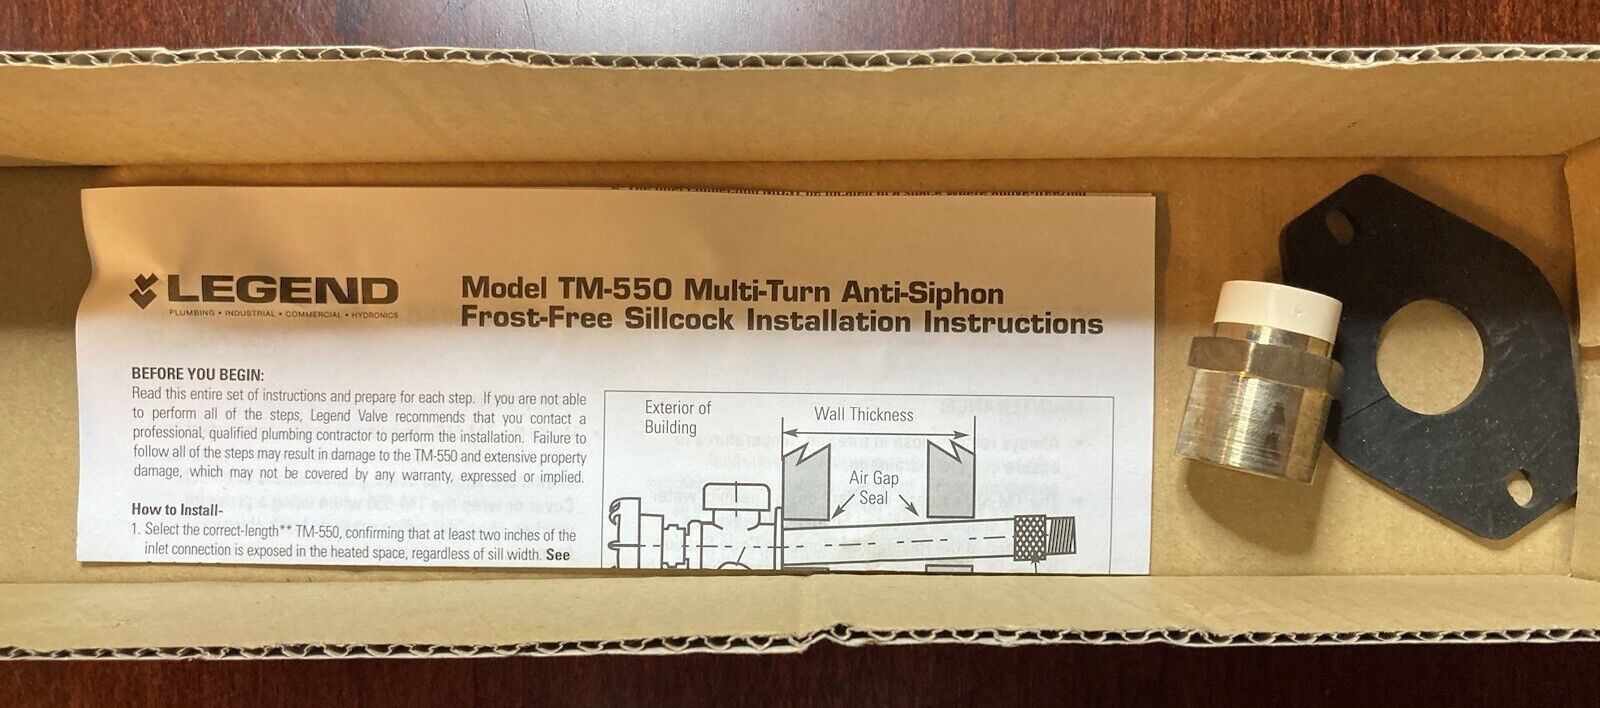 LEGEND
PLUMBING • INDUSTRIAL • COMMERCIAL • HYDRONICS
Model TM-550 Multi-Turn Anti-Siphon
Frost-Free Sillcock Installation Instructions
BEFORE YOU BEGIN:
Read this entire set of instructions and prepare for each step. If you are not able
to perform all of the steps, Legend Valve recommends that you contact a
professional, qualified plumbing contractor to perform the installation. Failure to
follow all of the steps may result in damage to the TM-550 and extensive property
damage, which may not be covered by any warranty, expressed or implied.
How to Install-
1. Select the correct-length** TM-550, confirming that at least two inches of the
inlet connection is exposed in the heated space, regardless of sill width. See
Exterior of
Building
Wall Thickness
Air Gap
Seal